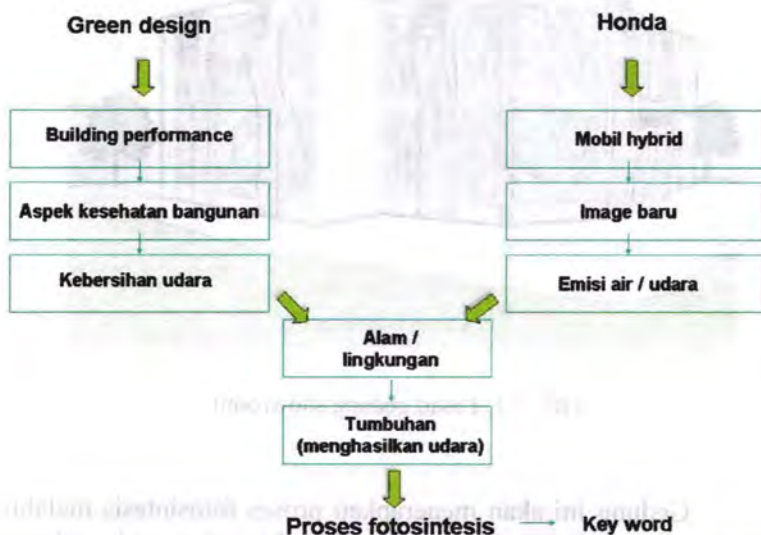 Green design
Honda
Building performance
Mobil hybrid
Aspek kesehatan bangunan
Image baru
Kebersihan udara
Emisi air / udara
Alam /
lingkungan
Tumbuhan
(menghasilkan udara)
Proses fotosintesis
Key word